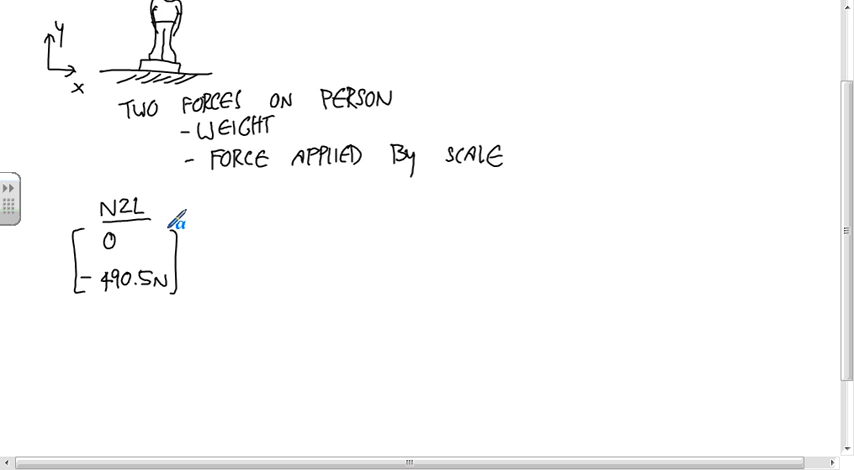 Y
X
TWO FORCES ON PERSON
- WEIGHT
- FORCE APPLIED By SCALE
N2L
0
- 490.5N